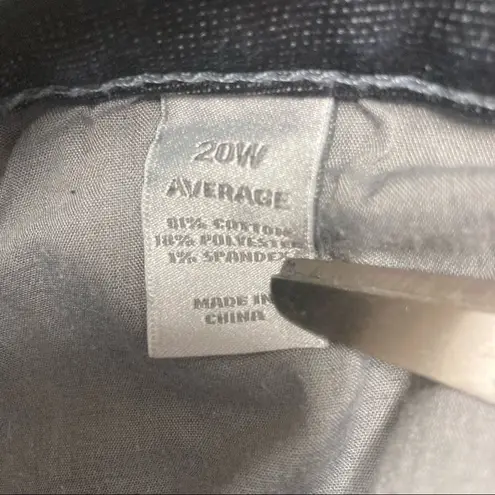 20W
AVERAGE
81% COTTON
18% POLYESTER
1% SPANDEX
MADE IN
CHINA